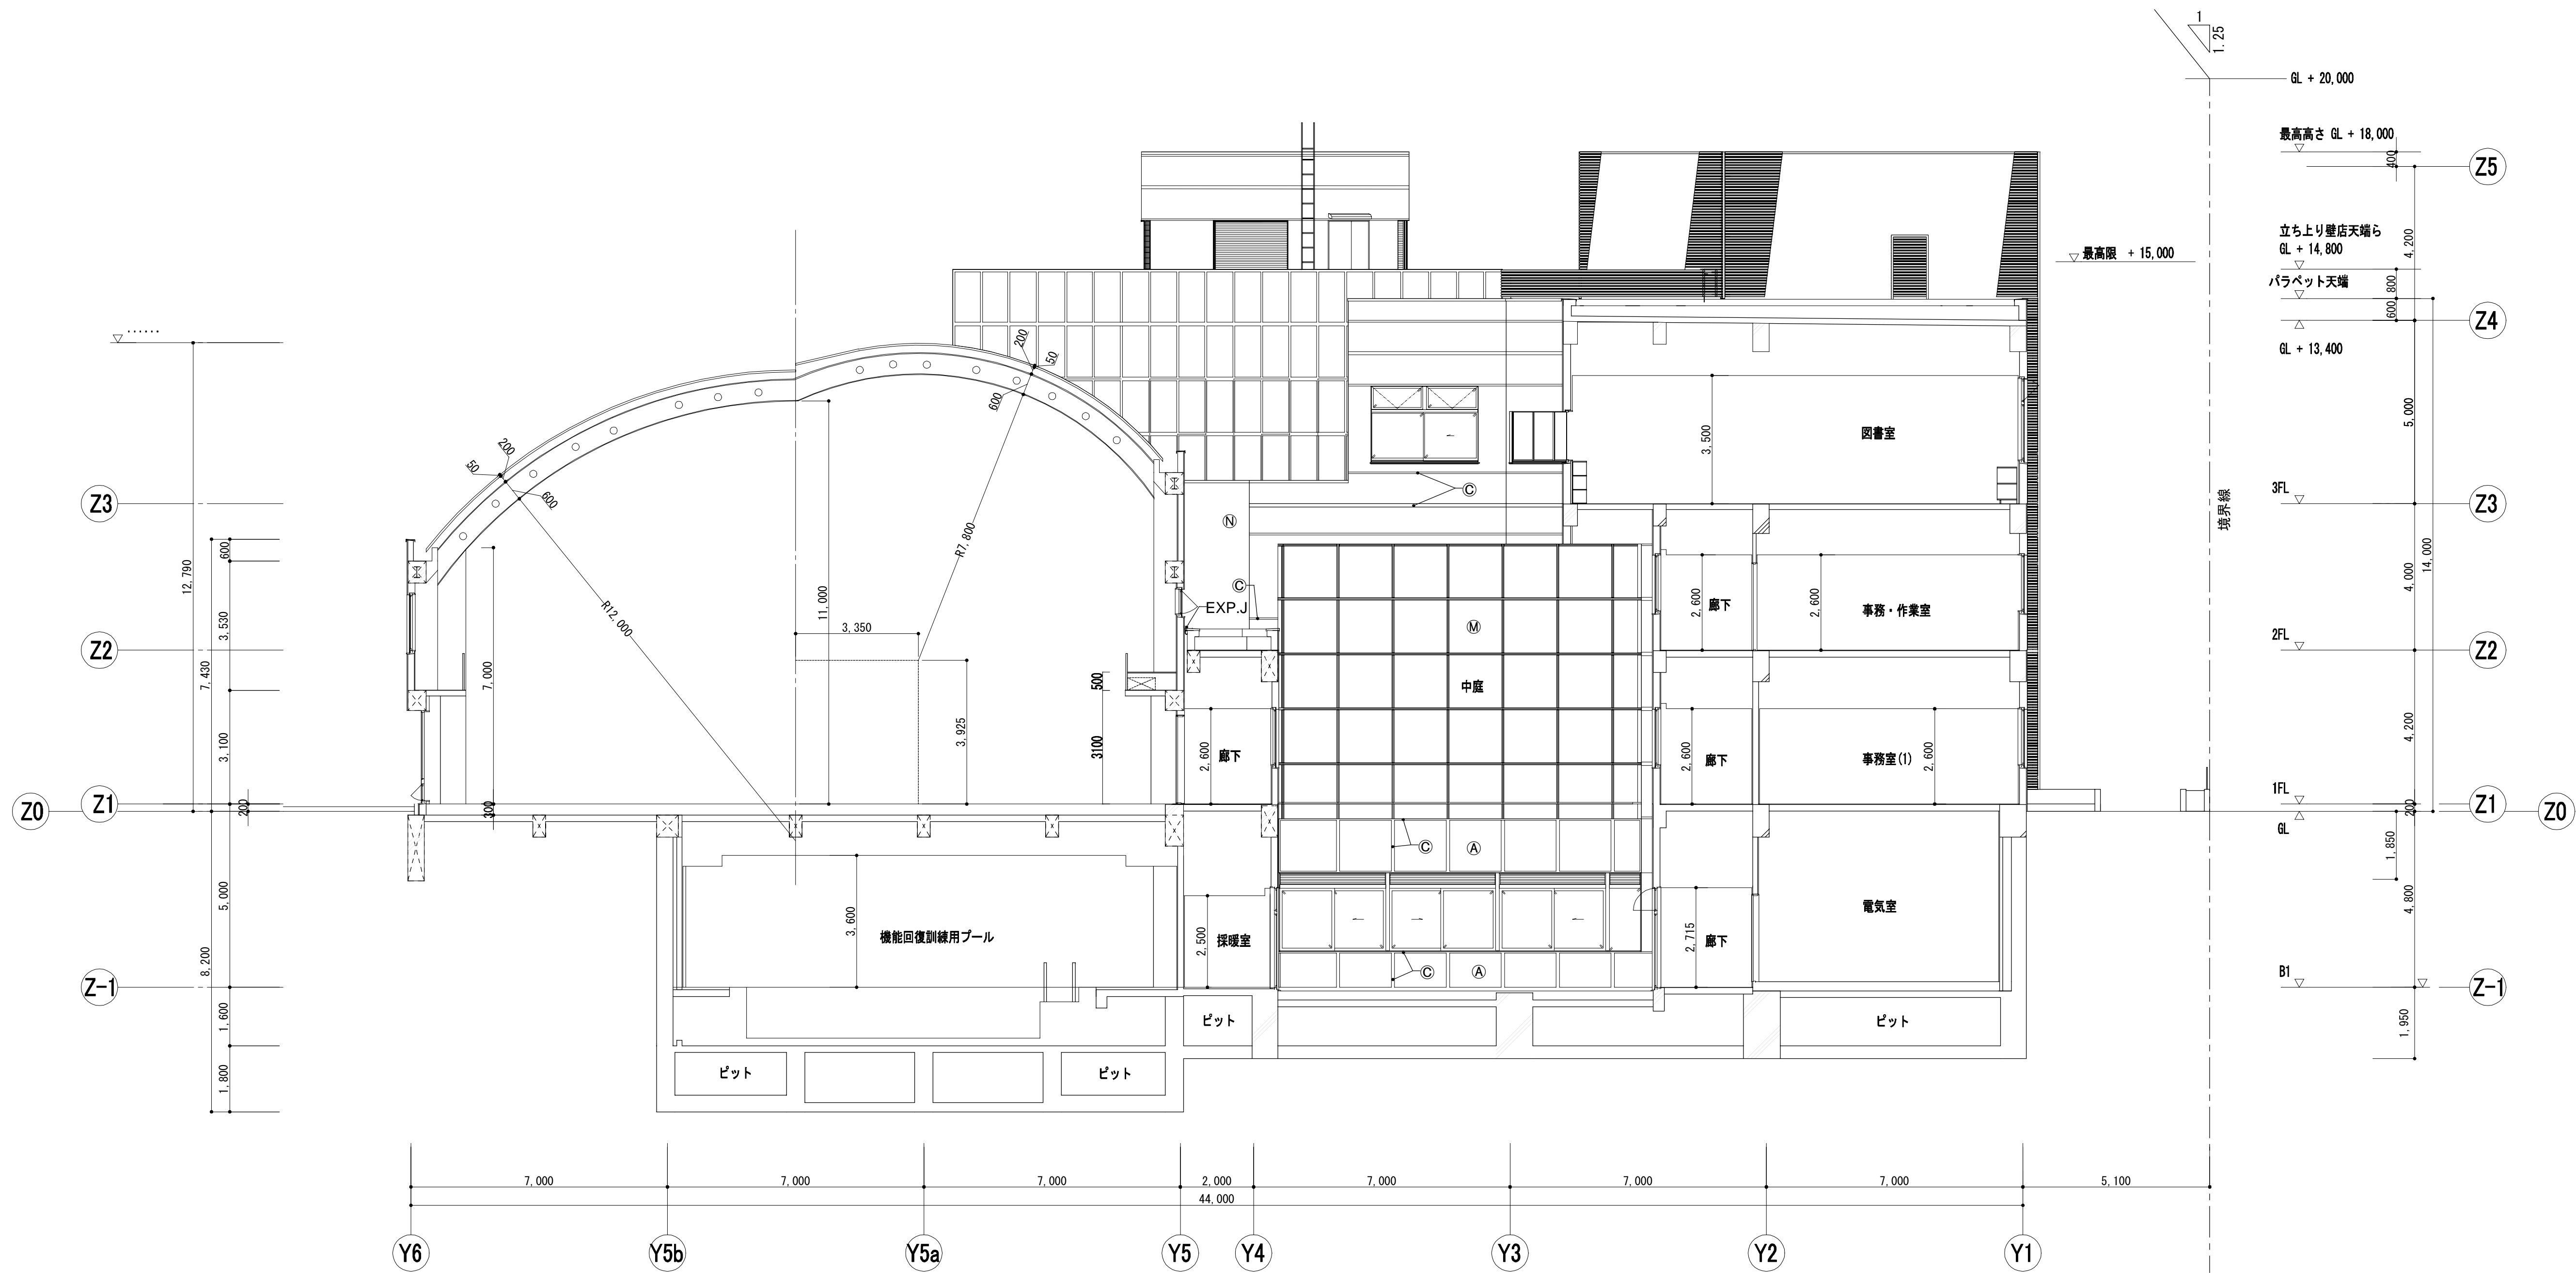 1
1.25
GL + 20,000
最高高さ GL + 18,000
400
Z5
立ち上り壁店天端ら
GL + 14,800
4,200
最高限 + 15,000
パラペット天端
800
600
Z4
GL + 13,400
......
200
50
600
200
50
600
5,000
3,500
図書室
C
3FL
Z3
Z3
境界線
N
R7,800
12,790
600
14,000
4,000
C
EXP.J
R12,000
11,000
3,350
3,530
7,430
7,000
M
2,600
廊下
2,600
事務・作業室
2FL
Z2
Z2
500
中庭
3,925
3,100
3100
2,600
廊下
2,600
廊下
事務室(1)
2,600
4,200
1FL
Z0
Z1
200
300
200
Z1
Z0
GL
C
A
1,850
5,000
3,600
機能回復訓練用プール
2,500
採暖室
2,715
廊下
電気室
4,800
8,200
C
A
B1
Z-1
Z-1
1,600
ピット
ピット
1,950
1,800
ピット
ピット
7,000
7,000
7,000
2,000
7,000
7,000
7,000
5,100
44,000
Y6
Y5b
Y5a
Y5
Y4
Y3
Y2
Y1